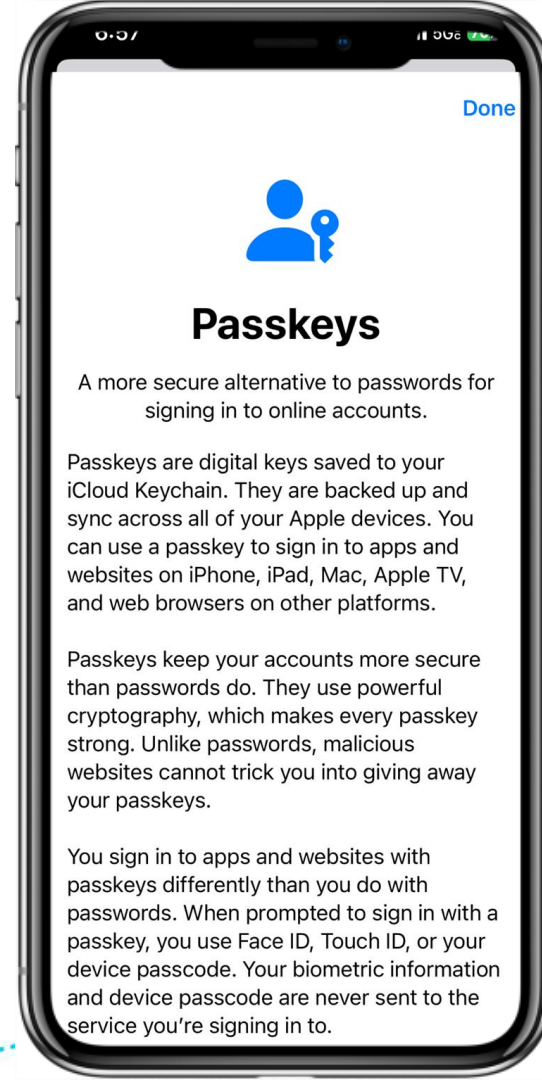 6:57
5G
Done
Passkeys
A more secure alternative to passwords for
signing in to online accounts.
Passkeys are digital keys saved to your
iCloud Keychain. They are backed up and
sync across all of your Apple devices. You
can use a passkey to sign in to apps and
websites on iPhone, iPad, Mac, Apple TV,
and web browsers on other platforms.
Passkeys keep your accounts more secure
than passwords do. They use powerful
cryptography, which makes every passkey
strong. Unlike passwords, malicious
websites cannot trick you into giving away
your passkeys.
You sign in to apps and websites with
passkeys differently than you do with
passwords. When prompted to sign in with a
passkey, you use Face ID, Touch ID, or your
device passcode. Your biometric information
and device passcode are never sent to the
service you’re signing in to.